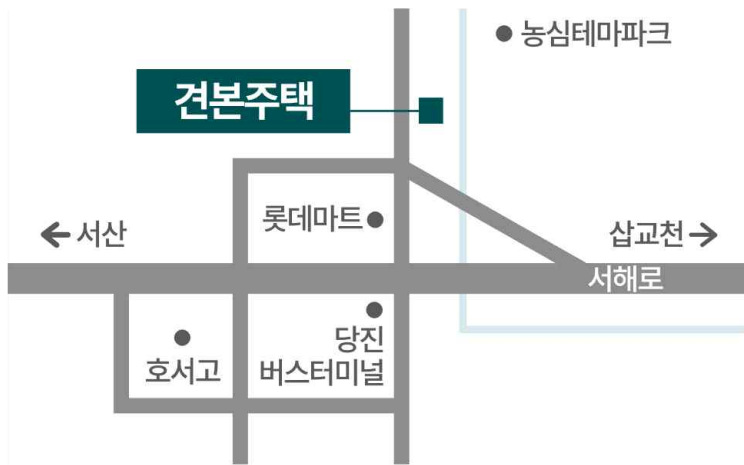 농심테마파크
견본주택
롯데마트
서산
삽교천
서해로
당진
버스터미널
호서고